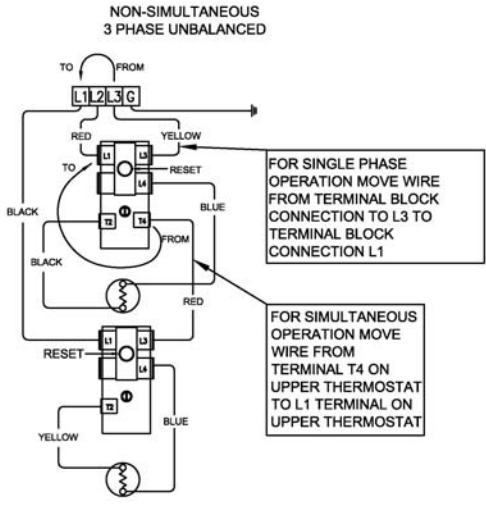 NON-SIMULTANEOUS
3 PHASE UNBALANCED
TO
FROM
L1 L2 L3 G
RED
YELLOW
TO
L1
L3
RESET
L4
BLUE
BLACK
T2
T4
FROM
BLACK
RED
FOR SINGLE PHASE
OPERATION MOVE WIRE
FROM TERMINAL BLOCK
CONNECTION TO L3 TO
TERMINAL BLOCK
CONNECTION L1
FOR SIMULTANEOUS
OPERATION MOVE
WIRE FROM
TERMINAL T4 ON
UPPER THERMOSTAT
TO L1 TERMINAL ON
UPPER THERMOSTAT
L1
L3
RESET
L4
T2
YELLOW
BLUE